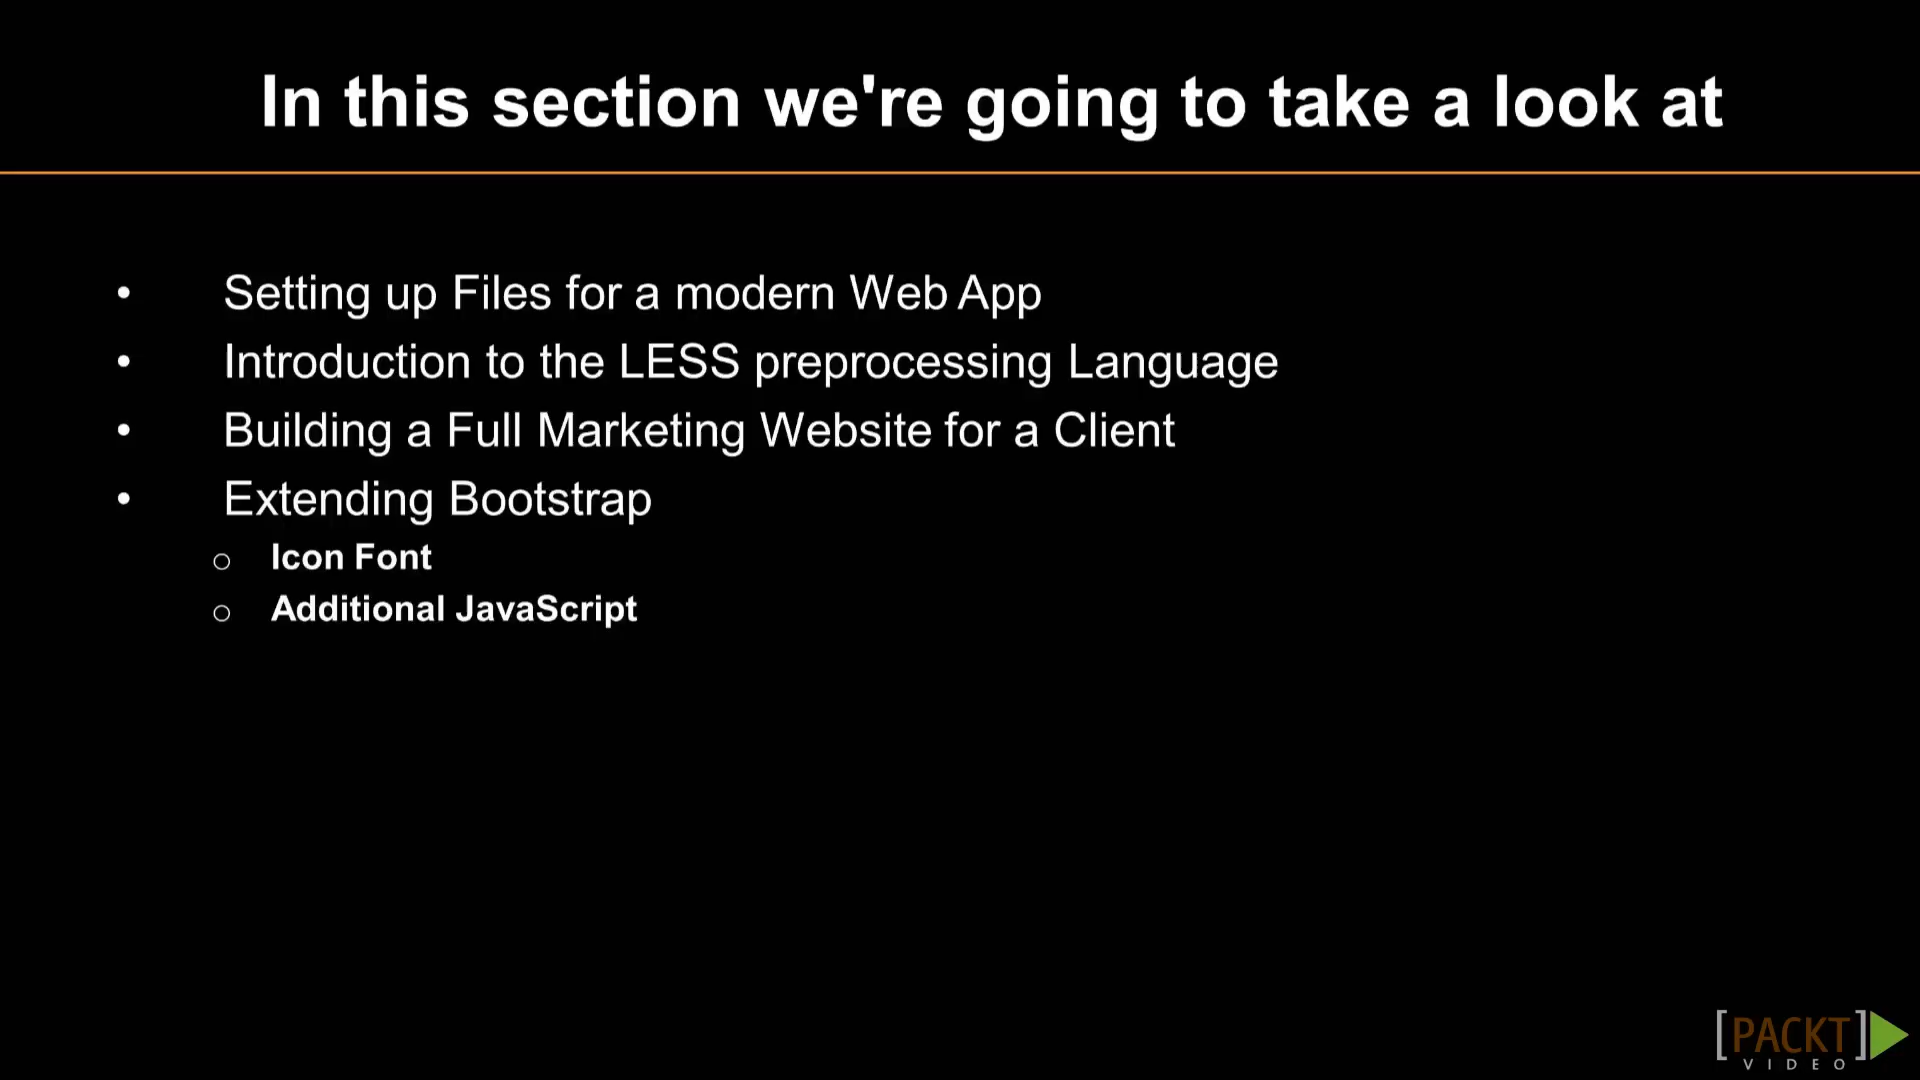 In this section we're going to take a look at
• Setting up Files for a modern Web App
• Introduction to the LESS preprocessing Language
• Building a Full Marketing Website for a Client
• Extending Bootstrap
o Icon Font
o Additional JavaScript
[PACKT]
VIDEO